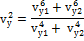 v_y^2 = (v_{y1}^6 + v_{y2}^6) / (v_{y1}^4 + v_{y2}^4)